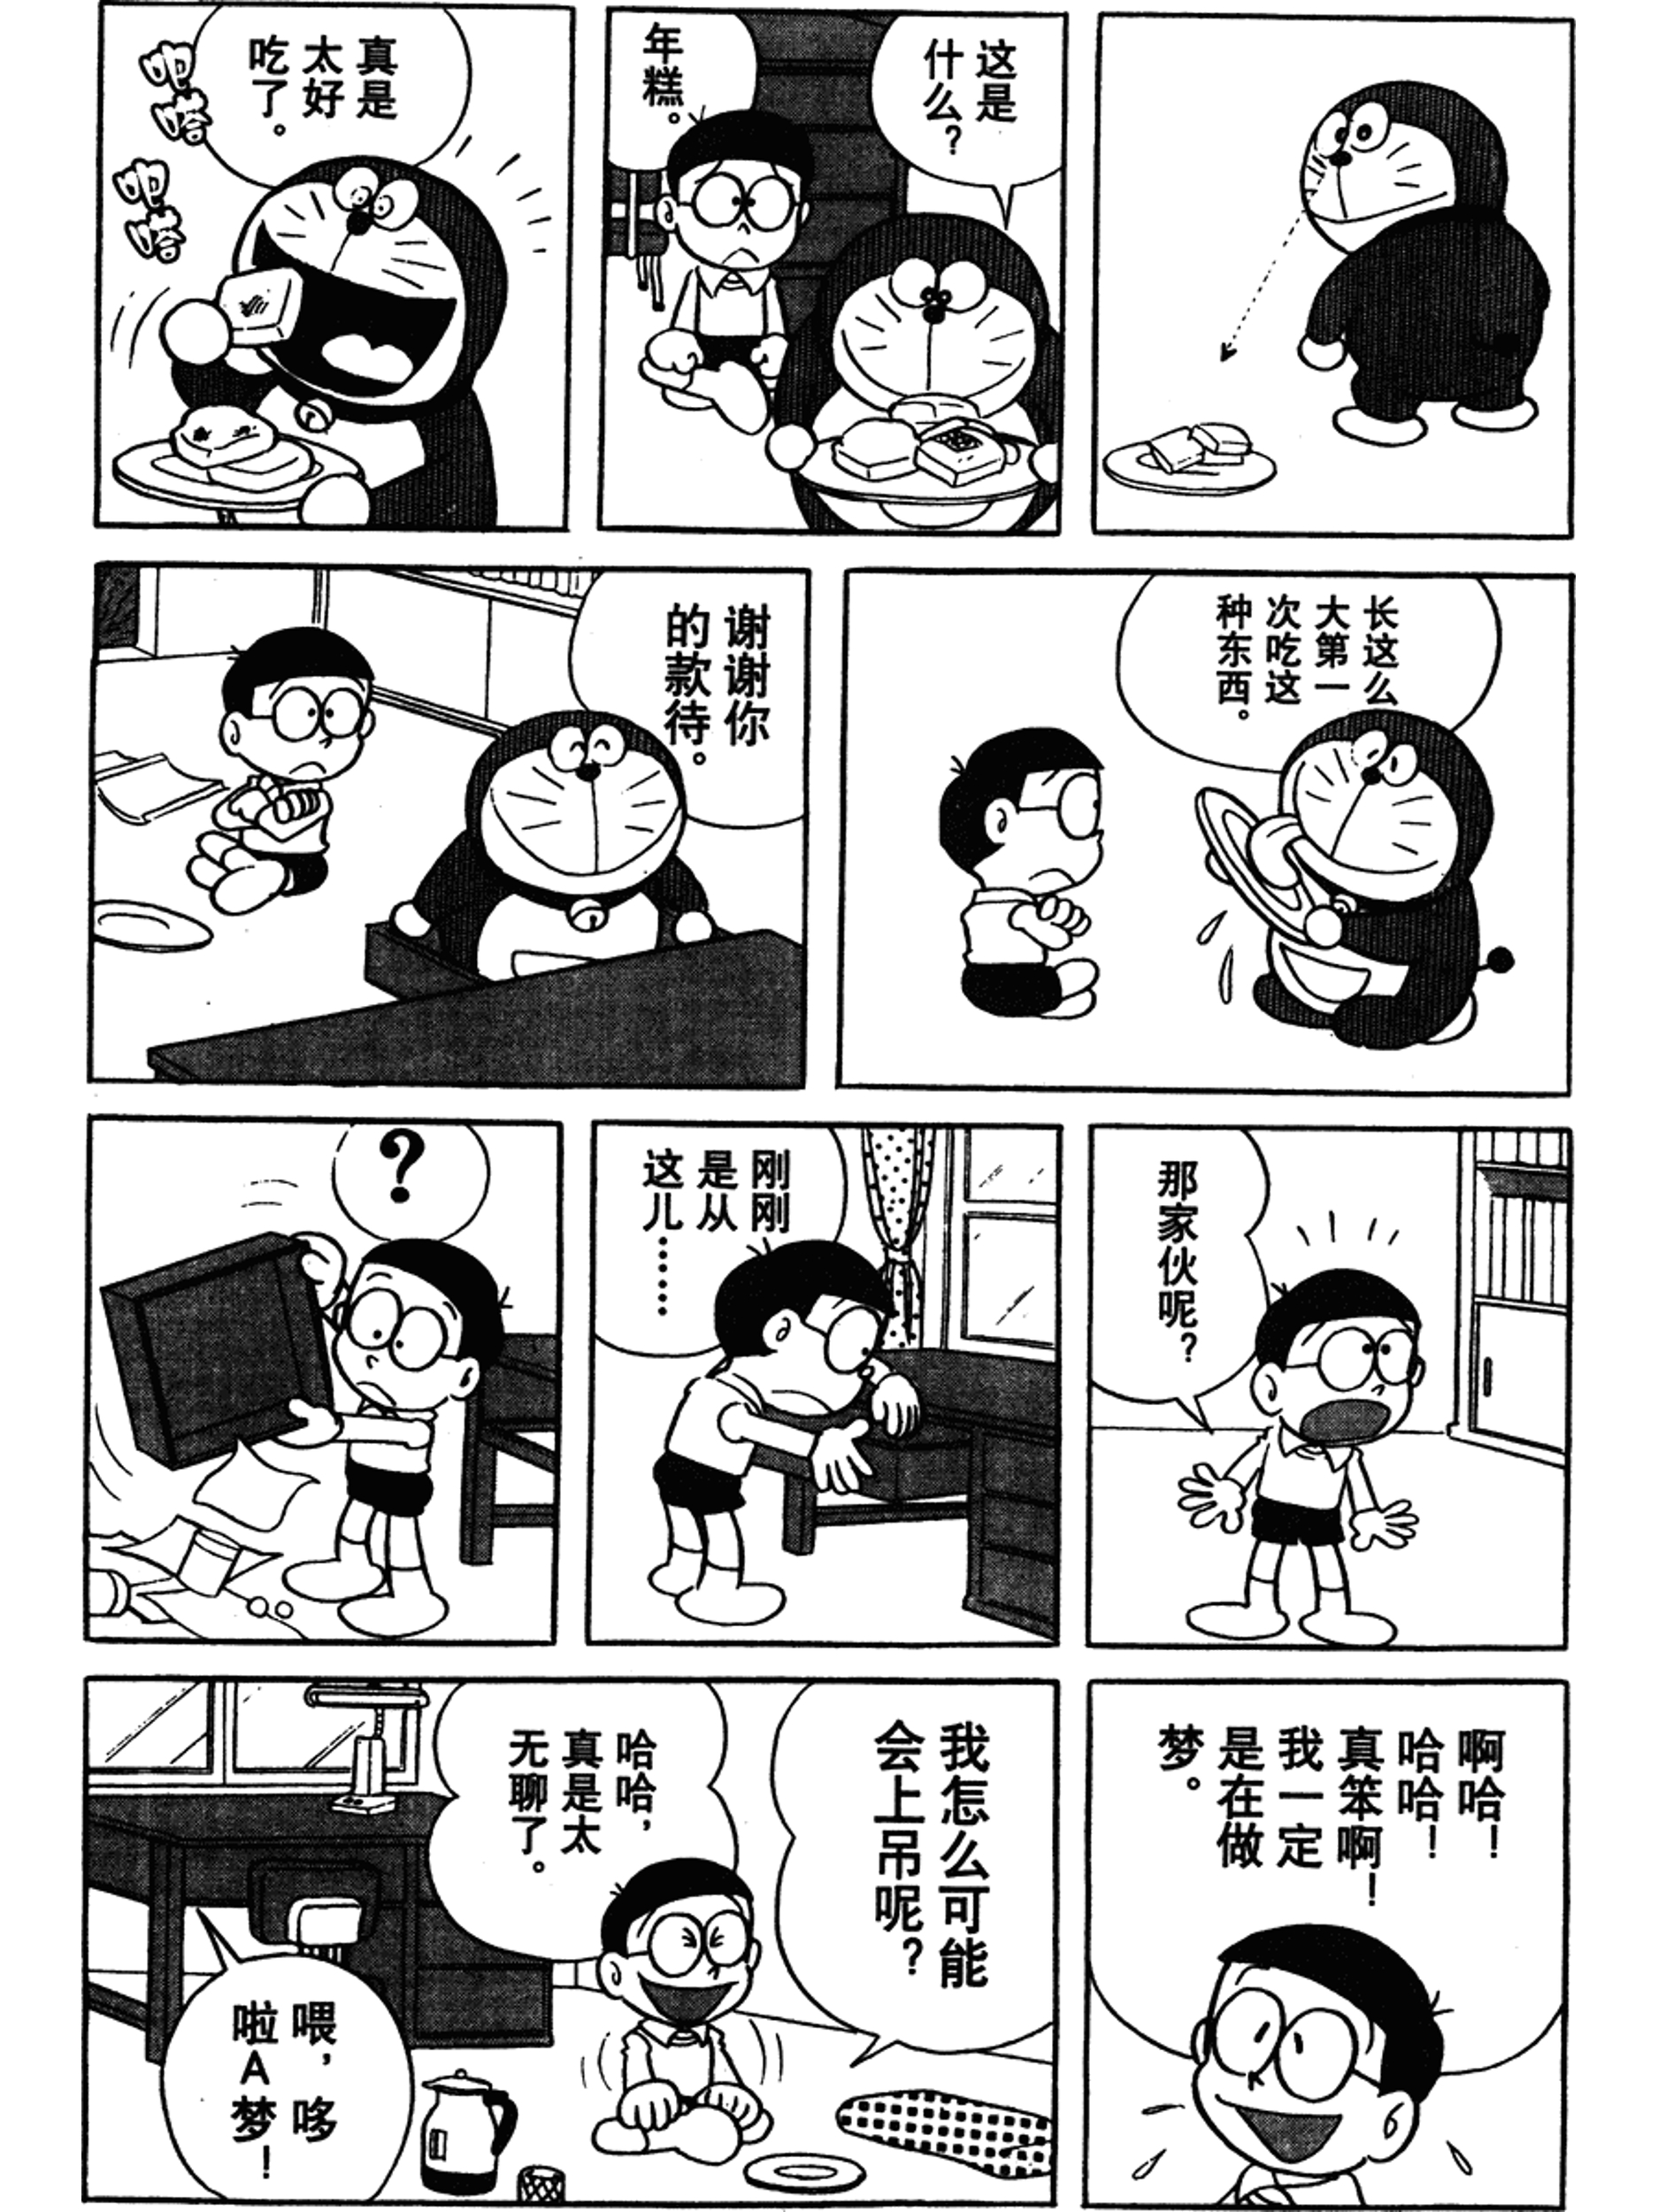 这是
什么？
年糕。
真是
太好
吃了。
吧嗒
吧嗒
长这么
大第一
次吃这
种东西。
谢谢你
的款待。
那家伙呢？
刚刚
是从
这儿……
？
啊哈！
哈哈！
真笨啊！
我一定
是在做
梦。
我怎么可能
会上吊呢？
哈哈，
真是太
无聊了。
喂，哆
啦A梦！